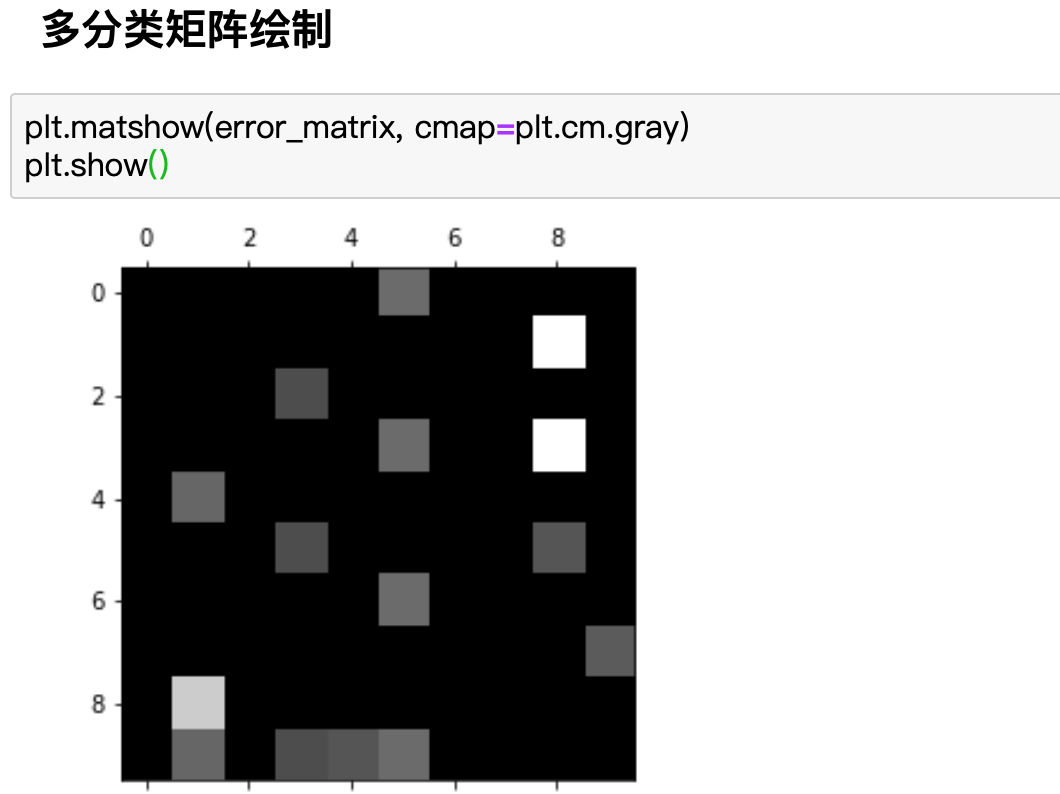 多分类矩阵绘制
plt.matshow(error_matrix, cmap=plt.cm.gray)
plt.show()
0 2 4 6 8
0
2
4
6
8